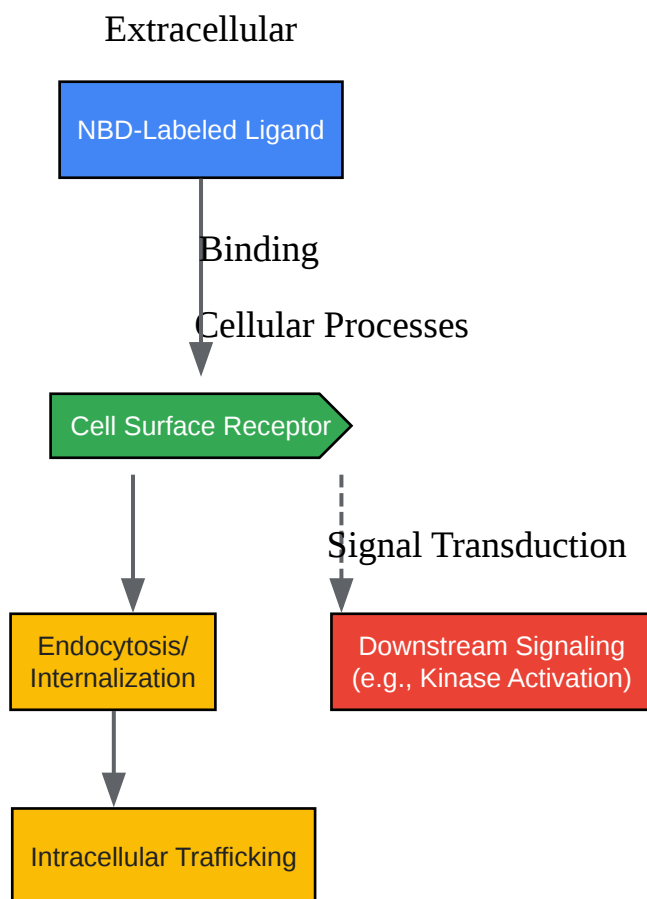 Extracellular
NBD-Labeled Ligand
Binding
Cellular Processes
Cell Surface Receptor
Signal Transduction
Endocytosis/
Internalization
Downstream Signaling
(e.g., Kinase Activation)
Intracellular Trafficking